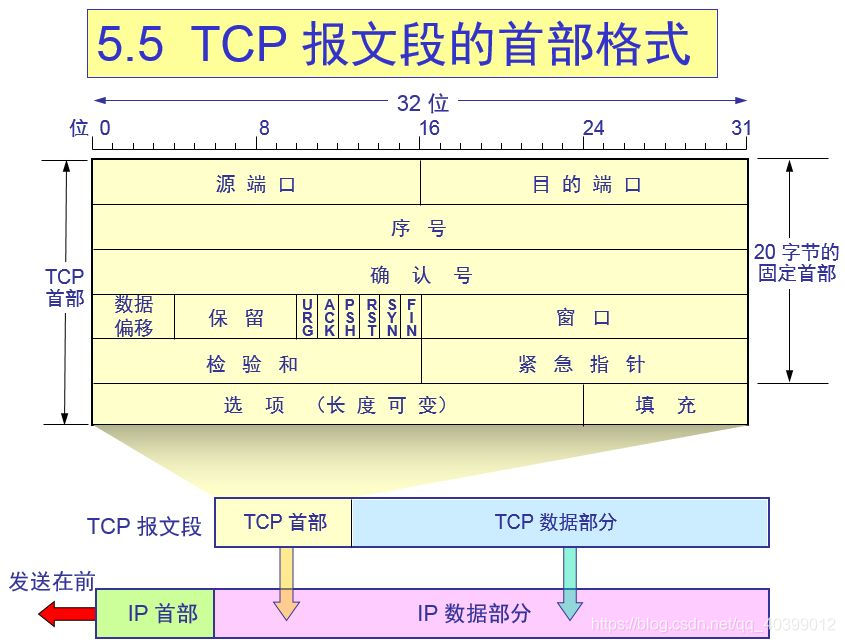 5.5 TCP 报文段的首部格式
32 位
位 0 8 16 24 31
源 端 口
目 的 端 口
序 号
TCP
首部
确 认 号
20 字节的
固定首部
数据
偏移
保 留
URG
ACK
PSH
RST
SYN
FIN
窗 口
检 验 和
紧 急 指 针
选 项 （长 度 可 变）
填 充
TCP 报文段
TCP 首部
TCP 数据部分
发送在前
IP 首部
IP 数据部分
https://blog.csdn.net/qq_40399012